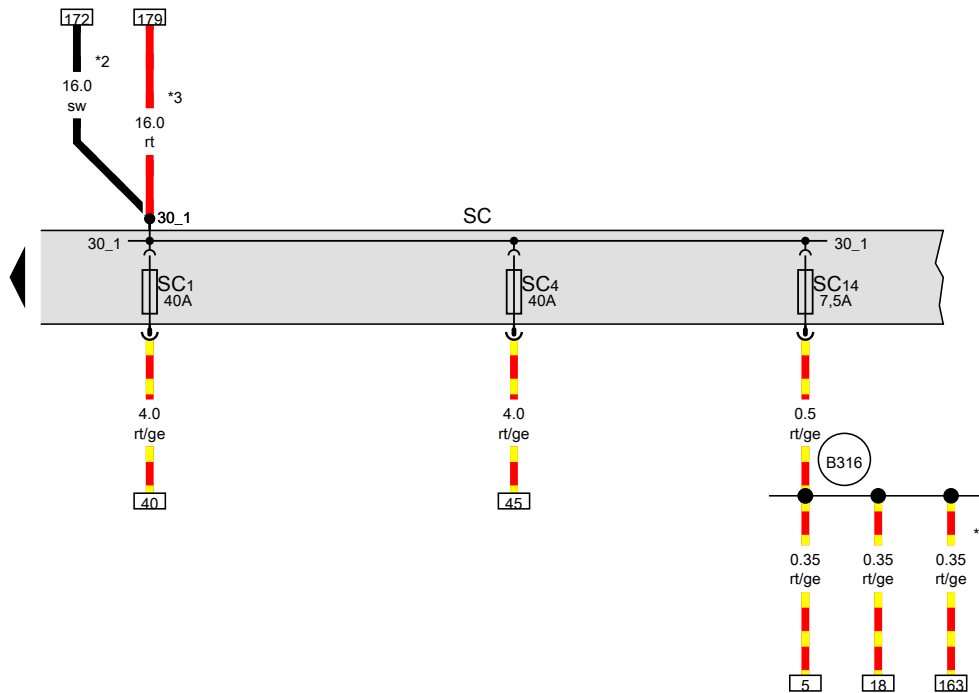 172
179
*2
16.0
sw
*3
16.0
rt
30_1
SC
30_1
30_1
SC1
40A
SC4
40A
SC14
7,5A
4.0
rt/ge
4.0
rt/ge
0.5
rt/ge
B316
40
45
*
0.35
rt/ge
0.35
rt/ge
0.35
rt/ge
5
18
163